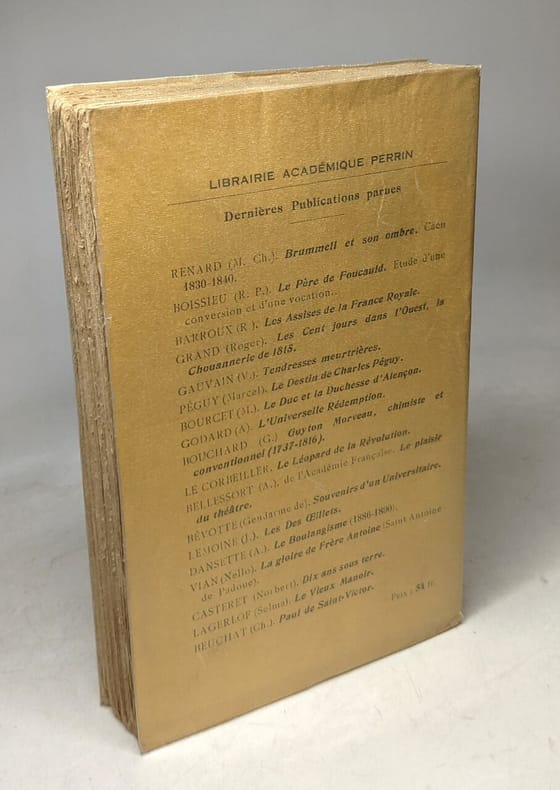 LIBRAIRIE ACADÉMIQUE PERRIN
Dernières Publications parues
RENARD (M. Ch.). Brummell et son ombre. Caen
1830-1840.
BOISSIEU (R. P.). Le Père de Foucauld. Etude d'une
conversion et d'une vocation.
BARROUX (R.). Les Assises de la France Royale.
GRAND (Roger). Les Cent jours dans l'Ouest, la
Chouannerie de 1815.
GAUVAIN (V.). Tendresses meurtrières.
PÉGUY (Marcel). Le Destin de Charles Péguy.
BOURCET (M.). Le Duc et la Duchesse d'Alençon.
GODARD (A). L'Universelle Rédemption.
BOUCHARD (G.) Guyton Morveau, chimiste et
conventionnel (1737-1816).
LE CORBEILLER. Le Léopard de la Révolution.
BELLESSORT (A.), de l'Académie Française. Le plaisir
du théâtre.
BÉVOTTE (Gendarme de). Souvenirs d'un Universitaire.
LEMOINE (J.). Les Des Œillets.
DANSETTE (A.). Le Boulangisme (1886-1890).
VIAN (Nello). La gloire de Frère Antoine (Saint Antoine
de Padoue).
CASTERET (Norbert). Dix ans sous terre.
LAGERLOF (Selma). Le Vieux Manoir.
BEUCHAT (Ch.). Paul de Saint-Victor.
Prix : 54 fr.